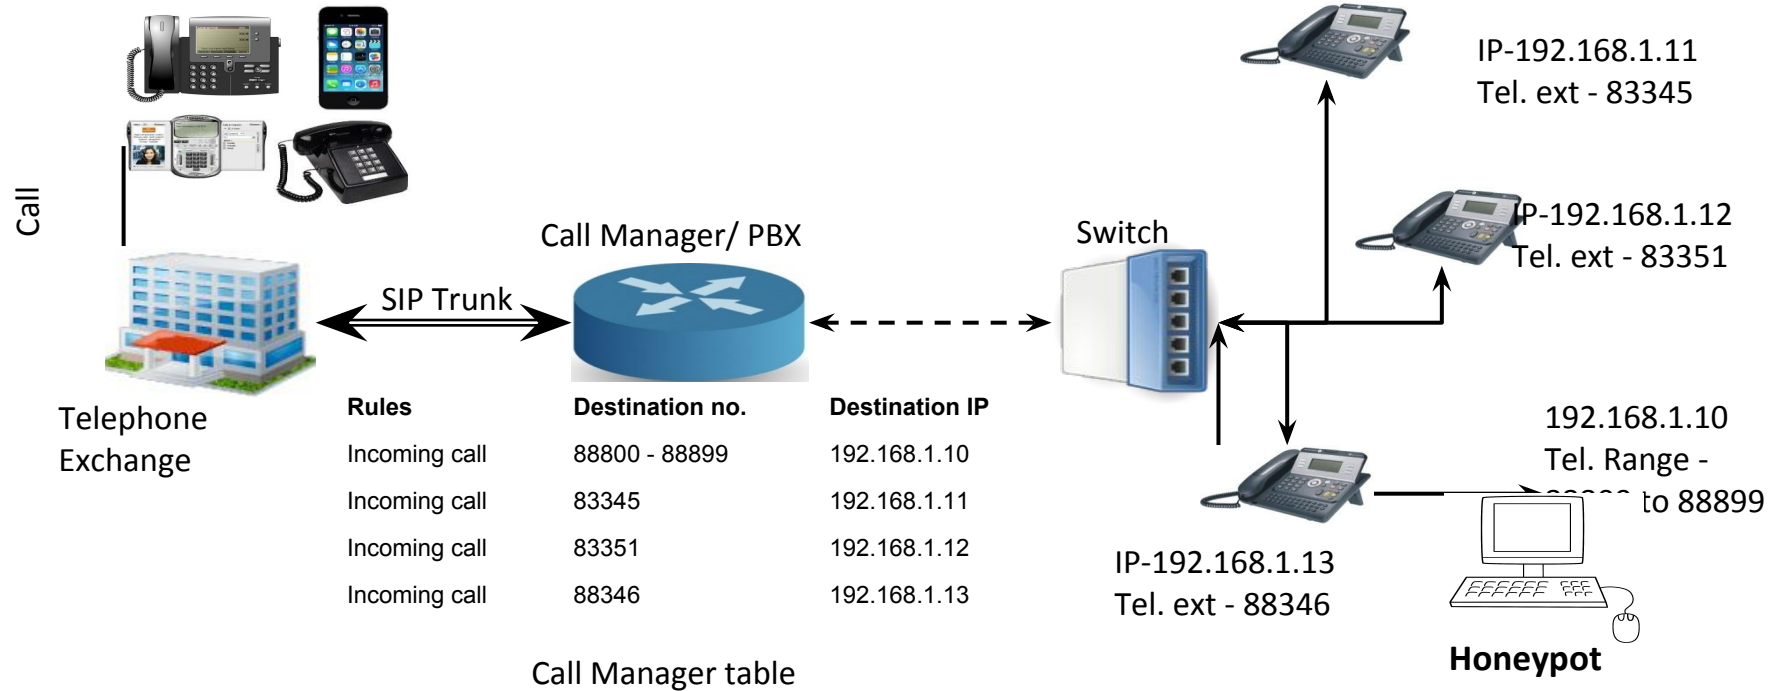 IP-192.168.1.11
Tel. ext - 83345
Call
IP-192.168.1.12
Tel. ext - 83351
Call Manager/ PBX
Switch
SIP Trunk
Telephone
Exchange
Rules Destination no. Destination IP
Incoming call 88800 - 88899 192.168.1.10
Incoming call 83345 192.168.1.11
Incoming call 83351 192.168.1.12
Incoming call 88346 192.168.1.13
Call Manager table
IP-192.168.1.13
Tel. ext - 88346
192.168.1.10
Tel. Range -
to 88899
Honeypot